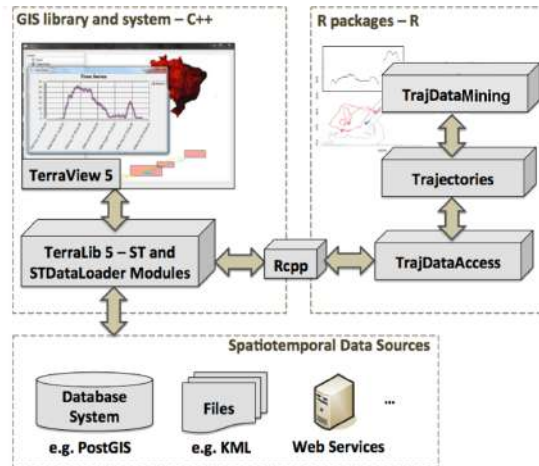 GIS library and system – C++
R packages – R
Time Series
TerraView 5
TrajDataMining
Trajectories
TerraLib 5 – ST and
STDataLoader Modules
Rcpp
TrajDataAccess
Spatiotemporal Data Sources
Database
System
Files
...
e.g. PostGIS
e.g. KML
Web Services